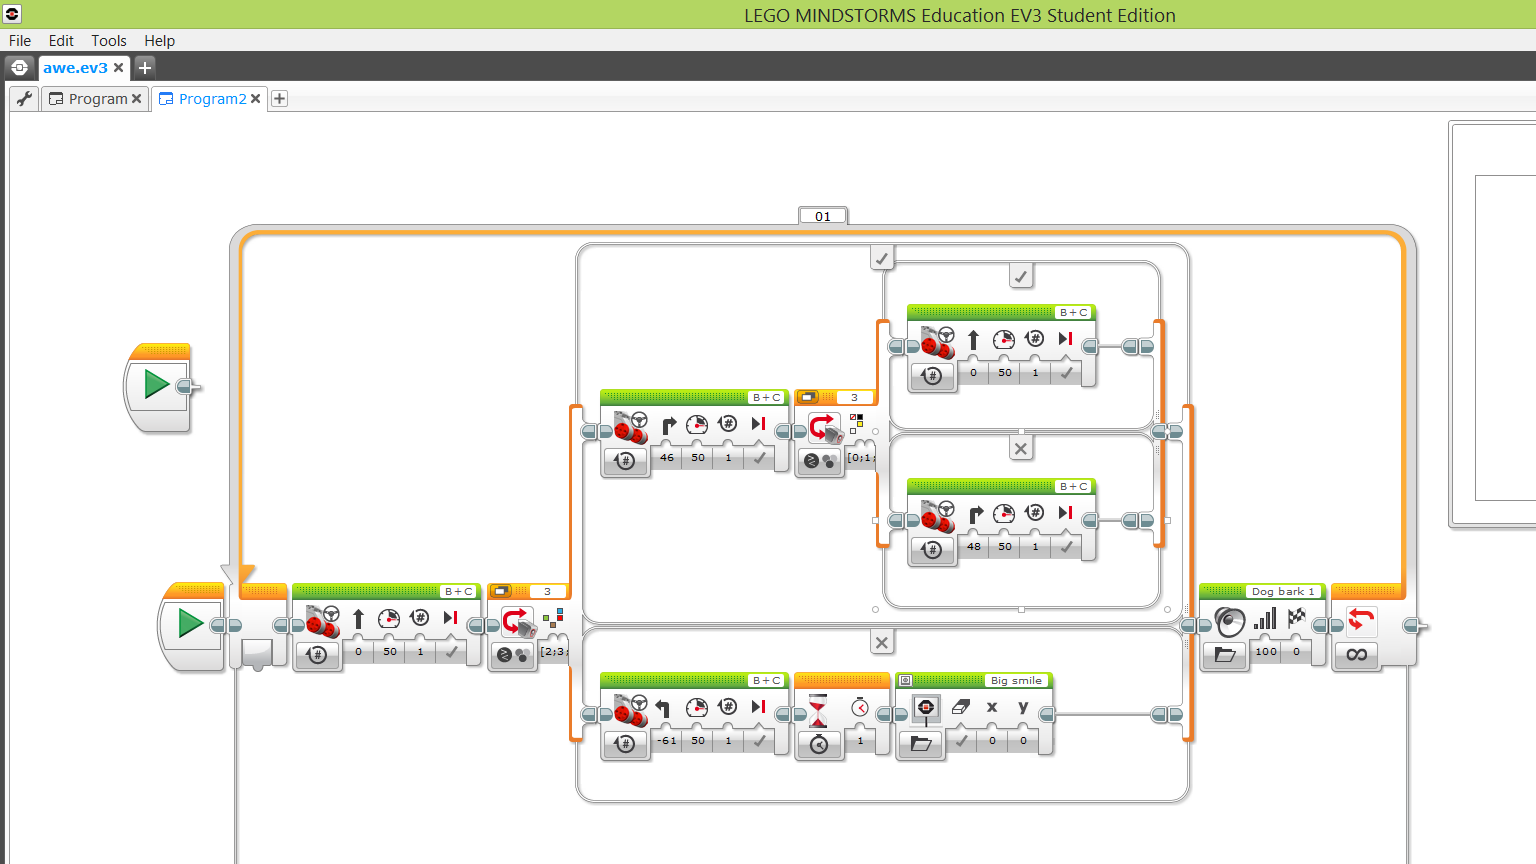 LEGO MINDSTORMS Education EV3 Student Edition
File Edit Tools Help
awe.ev3
Program Program2
01
B+C
0 50 1
B+C
46 50 1
3
[0;1;
B+C
48 50 1
B+C
0 50 1
3
[2;3;
Dog bark 1
100 0
B+C
-61 50 1
1
Big smile
x y
0 0